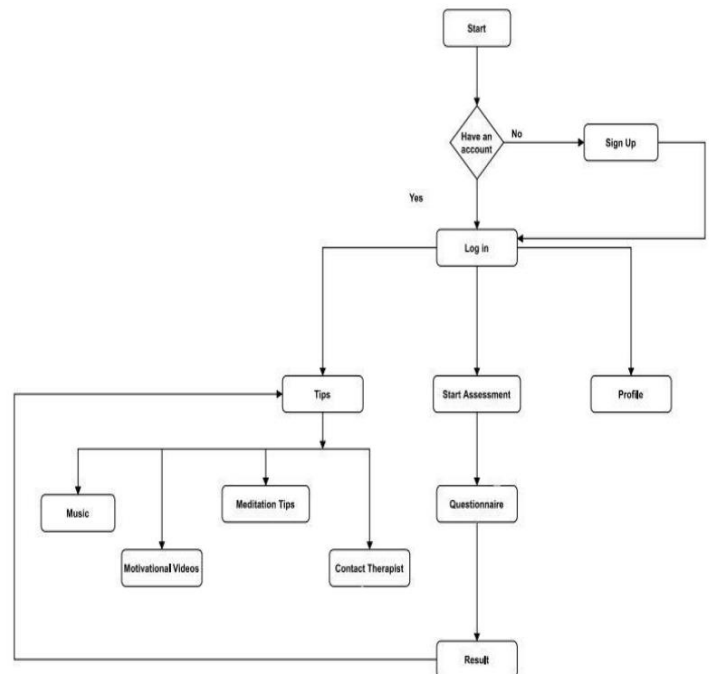 Start
Have an
account
No
Sign Up
Yes
Log in
Tips
Start Assessment
Profile
Music
Meditation Tips
Questionnaire
Motivational Videos
Contact Therapist
Result